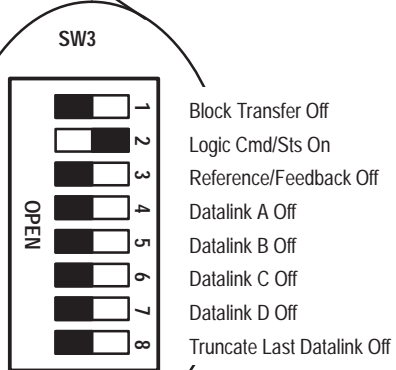 SW3
OPEN
1 Block Transfer Off
2 Logic Cmd/Sts On
3 Reference/Feedback Off
4 Datalink A Off
5 Datalink B Off
6 Datalink C Off
7 Datalink D Off
8 Truncate Last Datalink Off